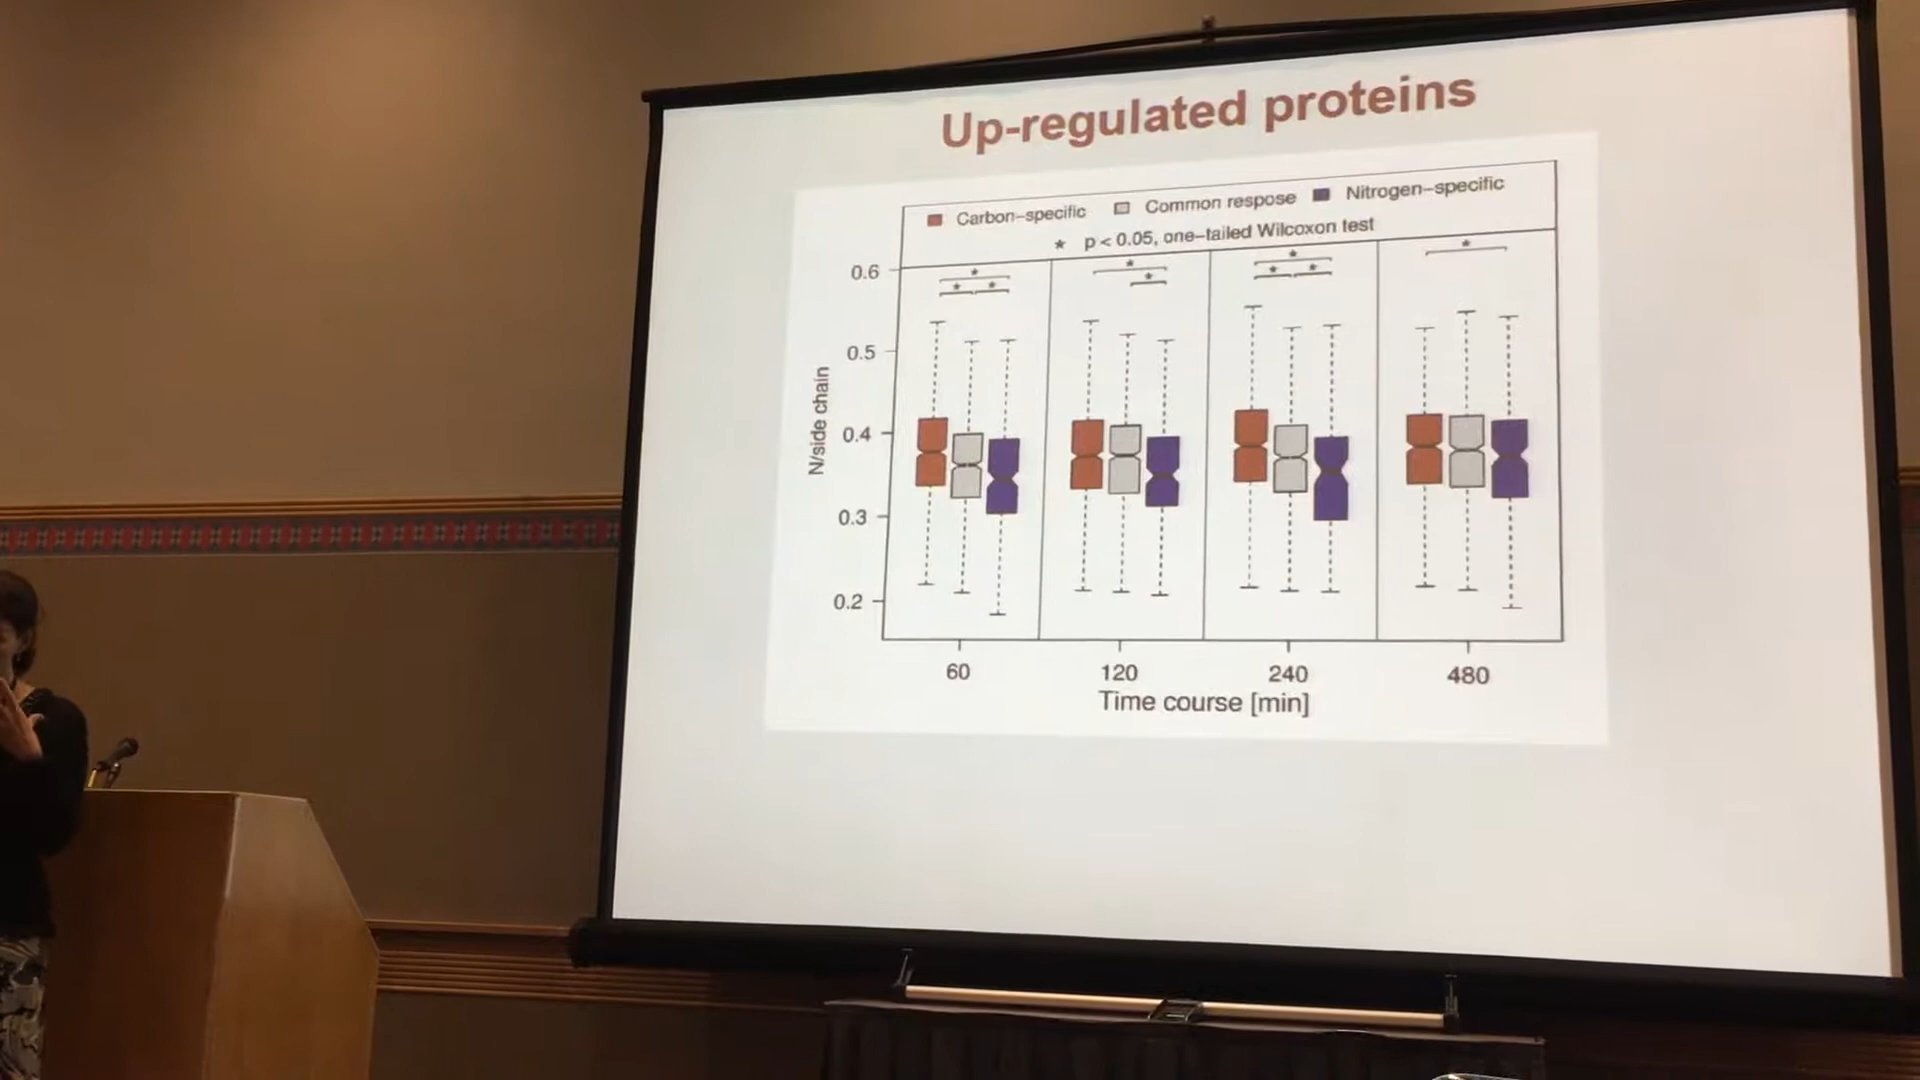 Up-regulated proteins
Carbon–specific Common respose Nitrogen–specific
* p < 0.05, one–tailed Wilcoxon test
* * * * * * * * *
0.6
0.5
0.4
0.3
0.2
N/side chain
60 120 240 480
Time course [min]